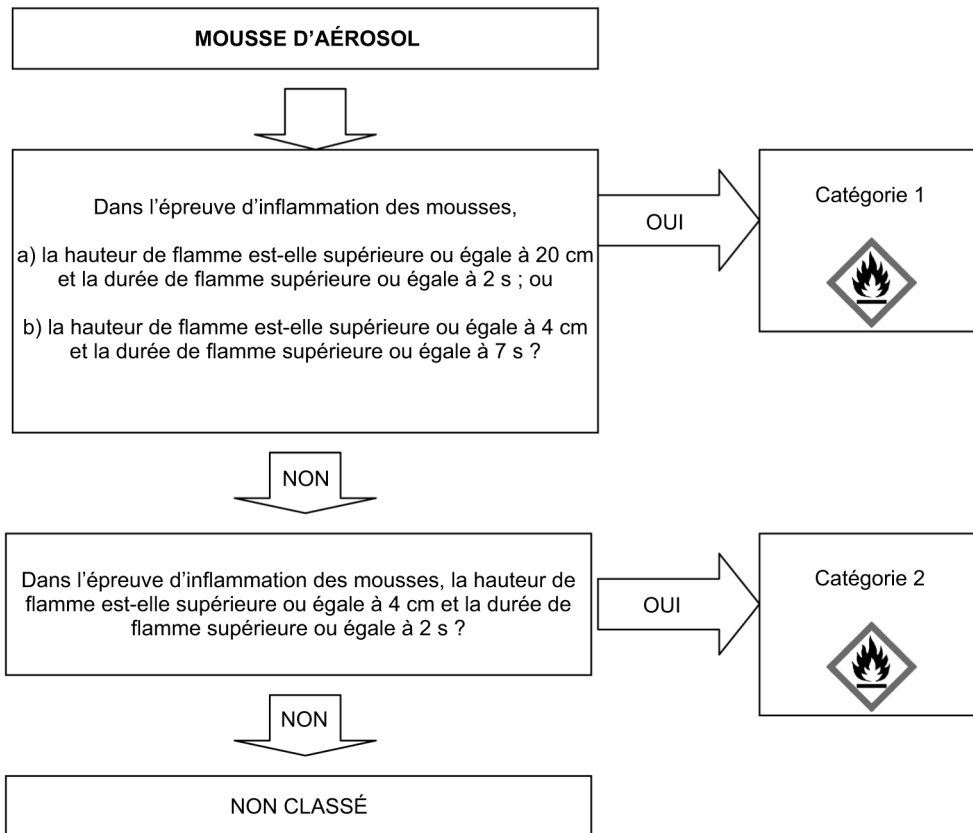 MOUSSE D’AÉROSOL
Dans l’épreuve d’inflammation des mousses,
a) la hauteur de flamme est-elle supérieure ou égale à 20 cm
et la durée de flamme supérieure ou égale à 2 s ; ou
b) la hauteur de flamme est-elle supérieure ou égale à 4 cm
et la durée de flamme supérieure ou égale à 7 s ?
OUI
Catégorie 1
NON
Dans l’épreuve d’inflammation des mousses, la hauteur de
flamme est-elle supérieure ou égale à 4 cm et la durée de
flamme supérieure ou égale à 2 s ?
OUI
Catégorie 2
NON
NON CLASSÉ